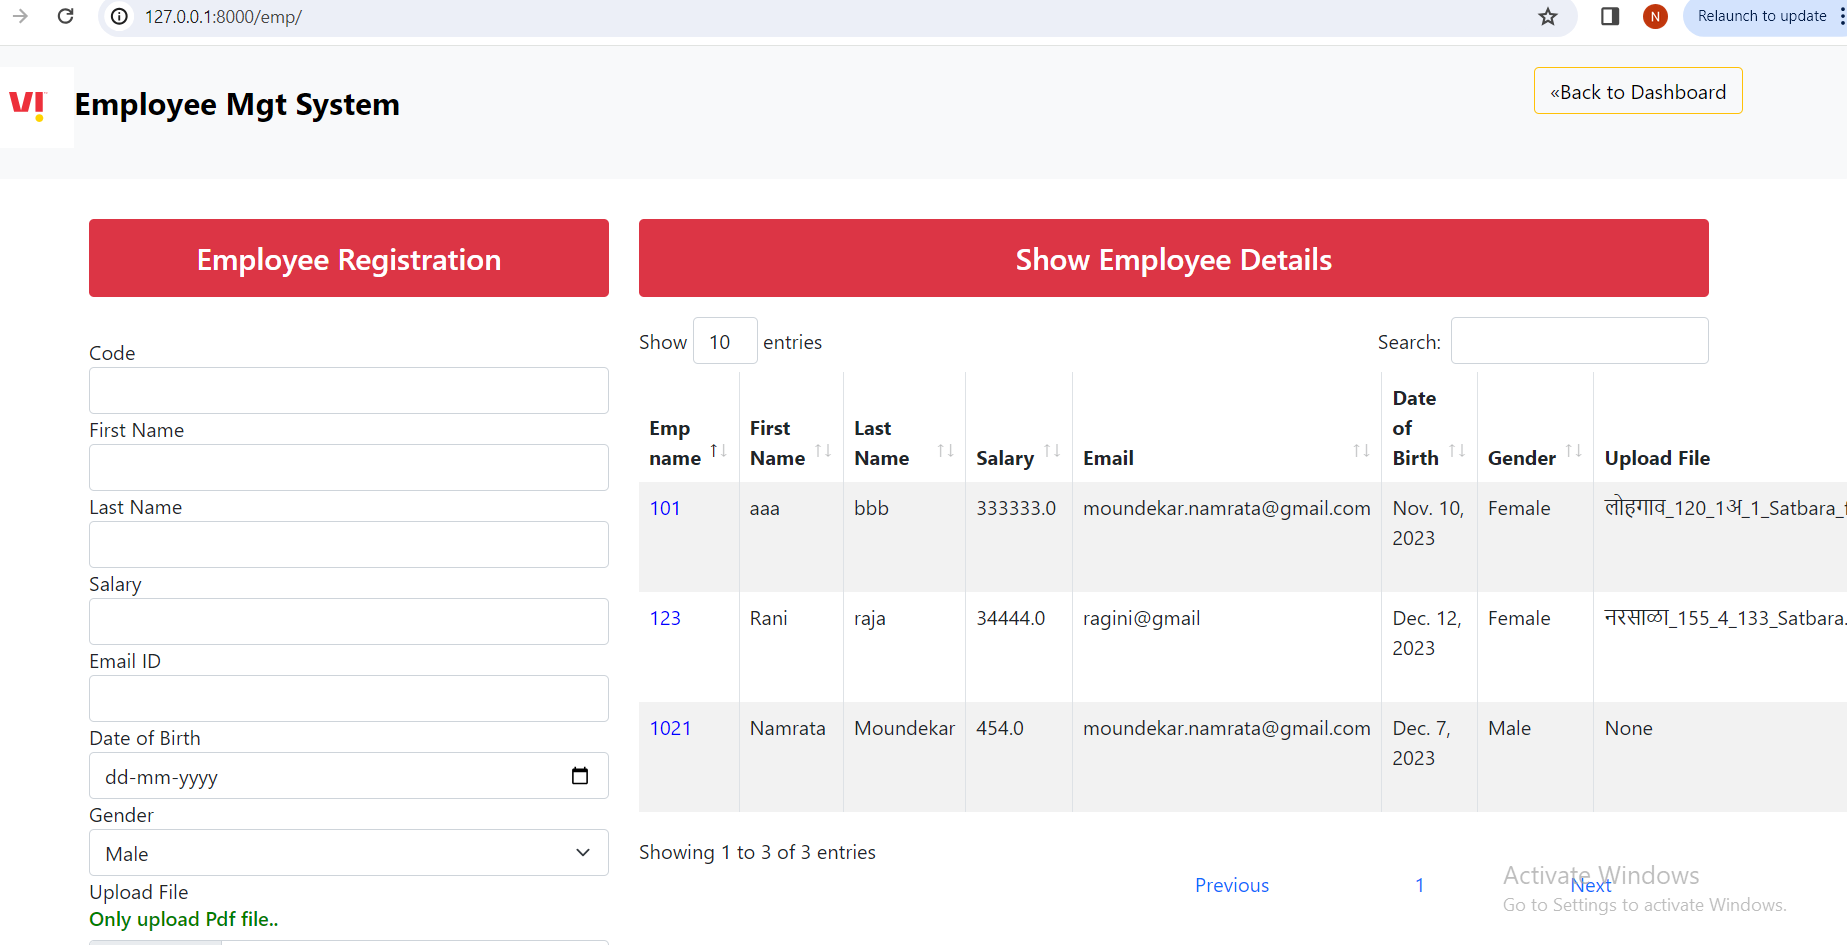 127.0.0.1:8000/emp/
N
Relaunch to update
VI
Employee Mgt System
«Back to Dashboard
Employee Registration
Show Employee Details
Code
First Name
Last Name
Salary
Email ID
Date of Birth
dd-mm-yyyy
Gender
Male
Upload File
Only upload Pdf file..
Show 10 entries
Search:
Emp name First Name Last Name Salary Email Date of Birth Gender Upload File
101 aaa bbb 333333.0 moundekar.namrata@gmail.com Nov. 10, 2023 Female लोहगाव_120_1अ_1_Satbara_
123 Rani raja 34444.0 ragini@gmail Dec. 12, 2023 Female नरसाळा_155_4_133_Satbara.
1021 Namrata Moundekar 454.0 moundekar.namrata@gmail.com Dec. 7, 2023 Male None
Showing 1 to 3 of 3 entries
Previous 1 Next
Activate Windows
Go to Settings to activate Windows.